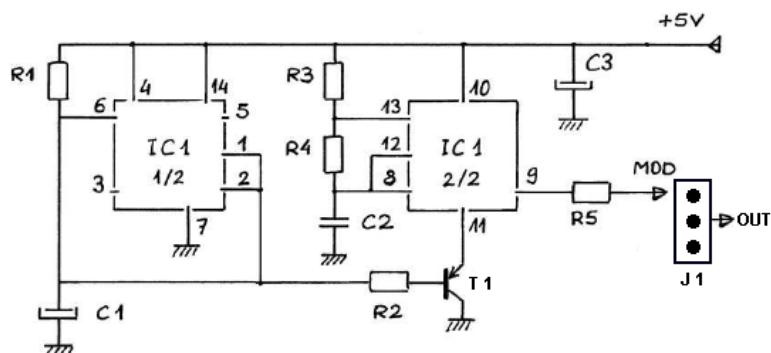 +5V
R1
4
14
R3
10
C3
6
5
13
IC1
1
R4
12
IC1
MOD
3
1/2
2
8
2/2
9
7
C2
11
R5
OUT
T1
J1
C1
R2